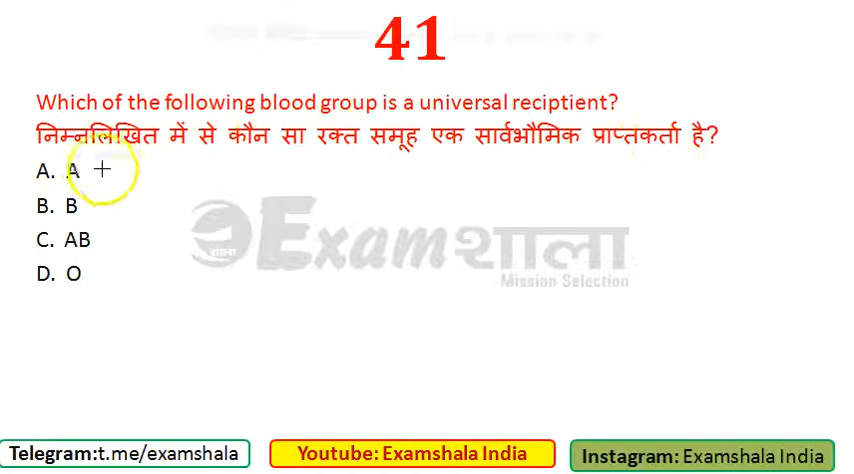 41
Which of the following blood group is a universal reciptient?
निम्नलिखित में से कौन सा रक्त समूह एक सार्वभौमिक प्राप्तकर्ता है?
A. A
B. B
C. AB
D. O
शाला Examशाला
Mission Selection
Telegram:t.me/examshala
Youtube: Examshala India
Instagram: Examshala India